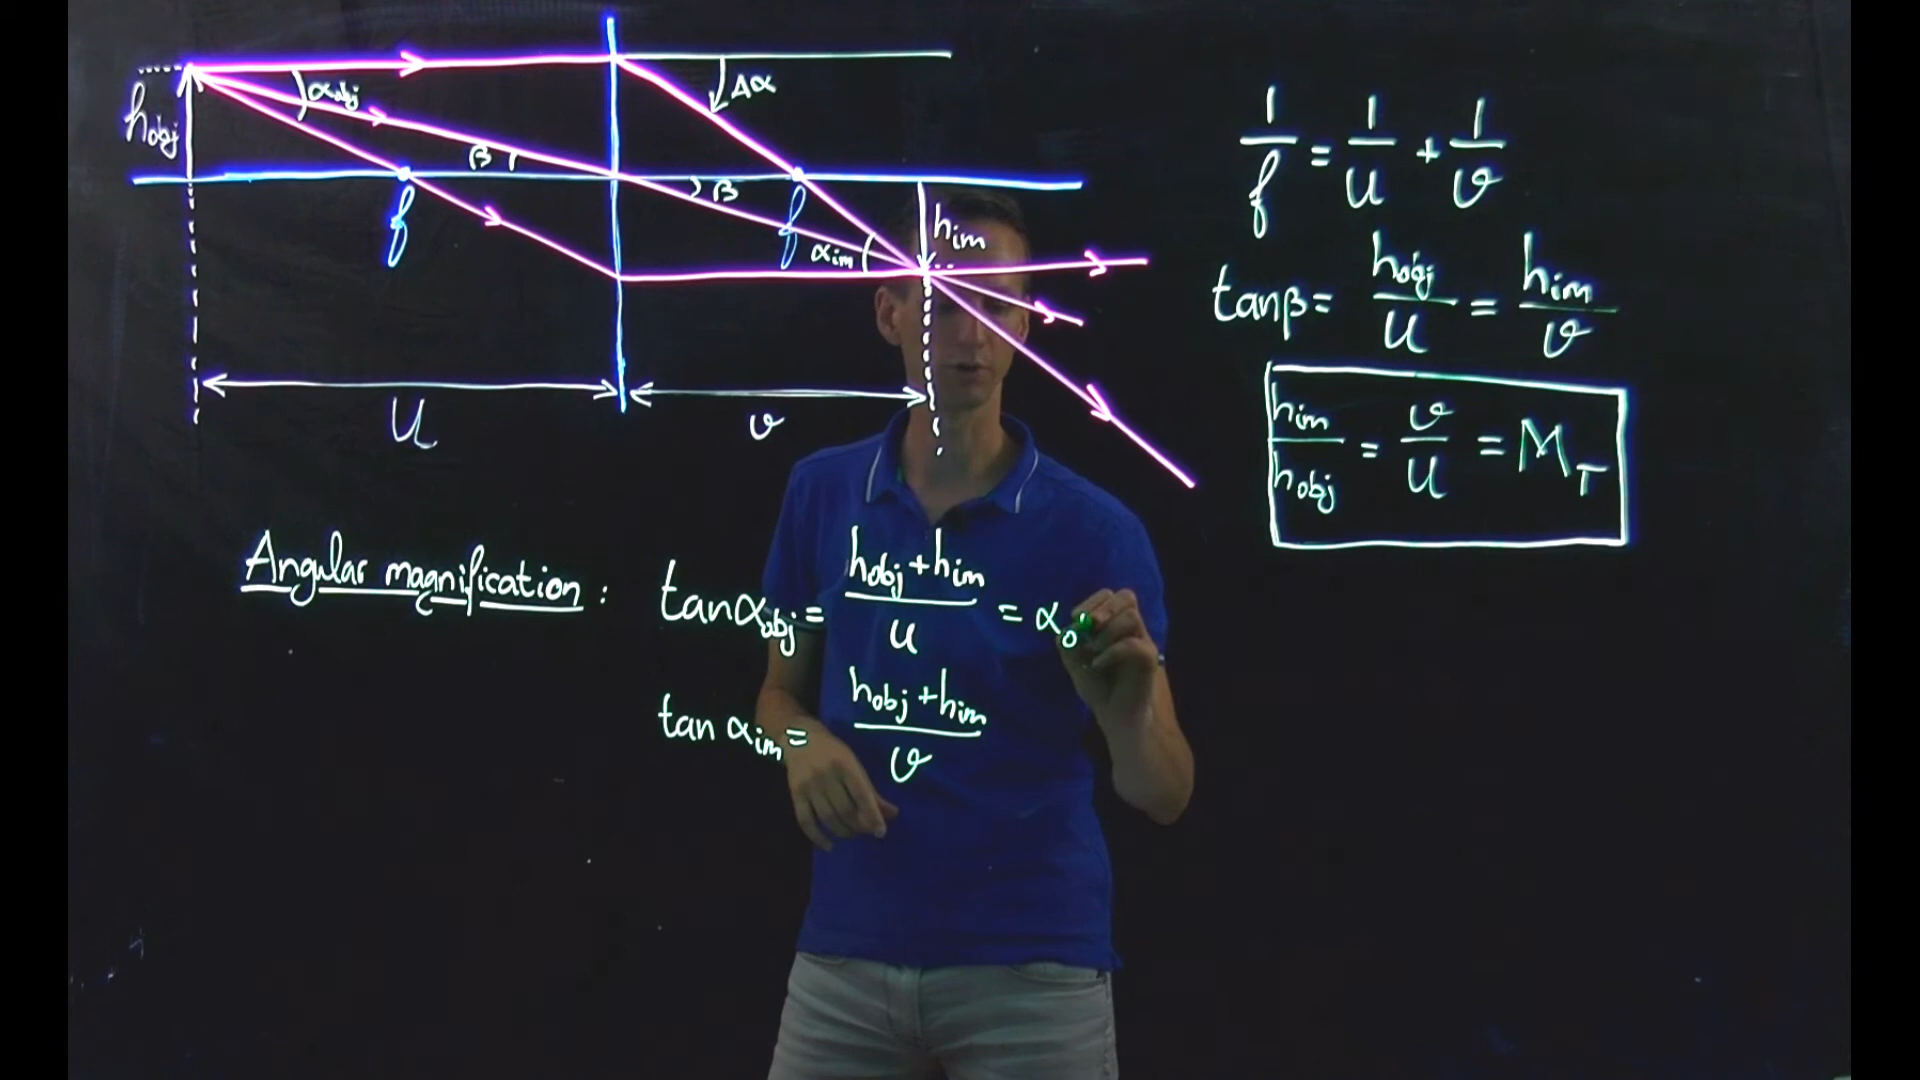 h_obj
α_obj
Δα
β
β
f
f
α_im
h_im
u
v
1/f = 1/u + 1/v
tanβ = h_obj/u = h_im/v
h_im/h_obj = v/u = M_T
Angular magnification :
tanα_obj = (h_obj + h_im)/u = α_o
tan α_im = (h_obj + h_im)/v